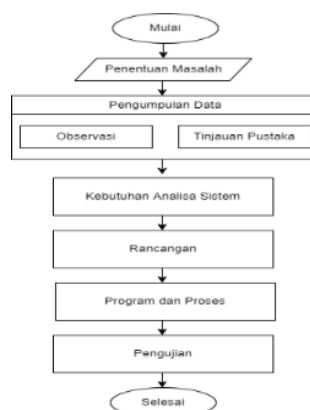 Mulai
Penentuan Masalah
Pengumpulan Data
Observasi
Tinjauan Pustaka
Kebutuhan Analisa Sistem
Rancangan
Program dan Proses
Pengujian
Selesai